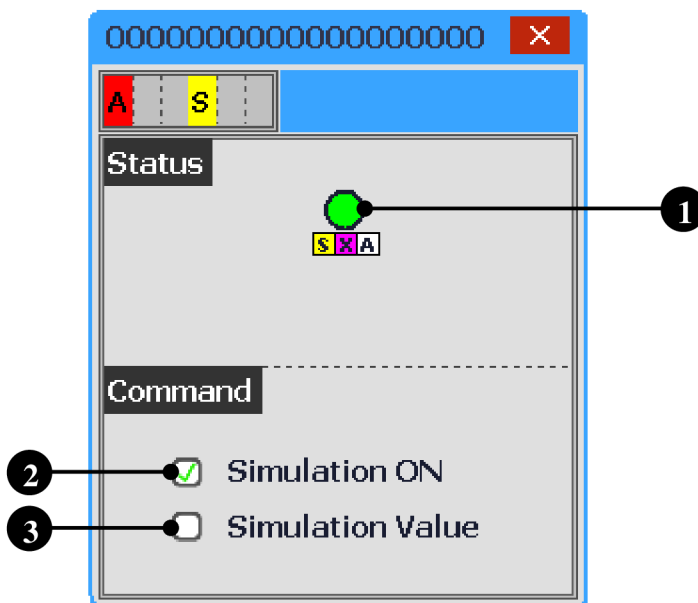 0000000000000000000
A S
Status
1
S X A
Command
2 Simulation ON
3 Simulation Value